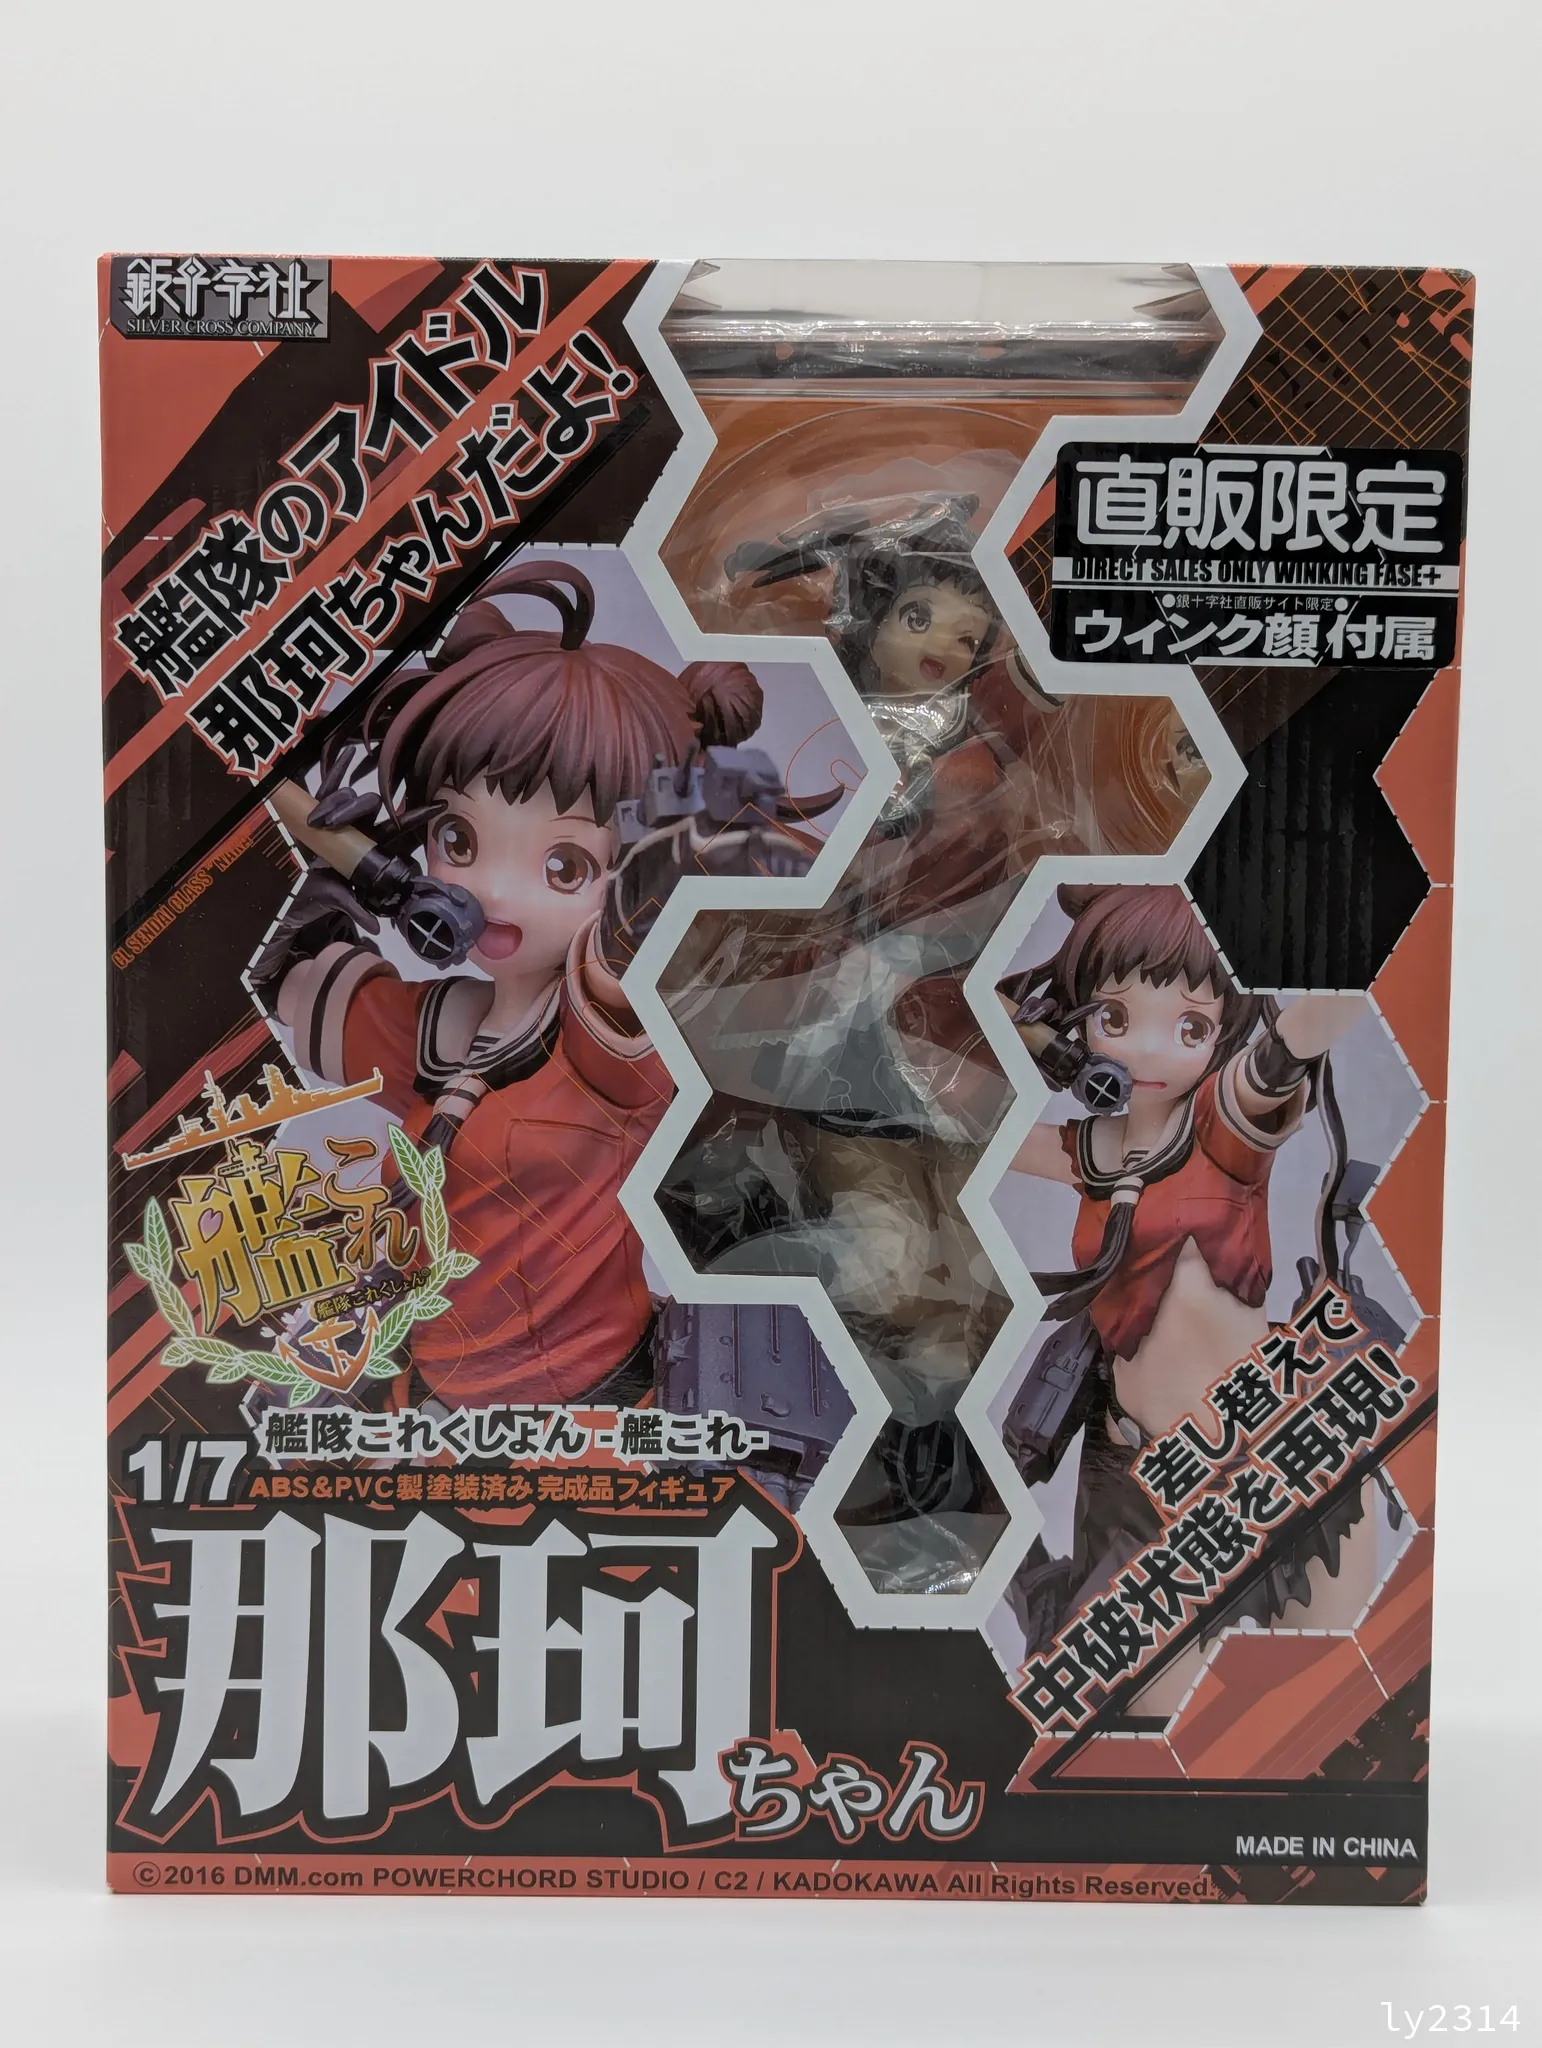 銀十字社
SILVER CROSS COMPANY
艦隊のアイドル
那珂ちゃんだよ!
直販限定
DIRECT SALES ONLY WINKING FASE+
●銀十字社直販サイト限定●
ウィンク顔 付属
CL SENDAI CLASS "NAKA"
艦これ
艦隊これくしょん
差し替えで
中破状態を再現!
1/7
艦隊これくしょん -艦これ-
ABS&PVC製 塗装済み 完成品フィギュア
那珂ちゃん
MADE IN CHINA
©2016 DMM.com POWERCHORD STUDIO / C2 / KADOKAWA All Rights Reserved.
ly2314